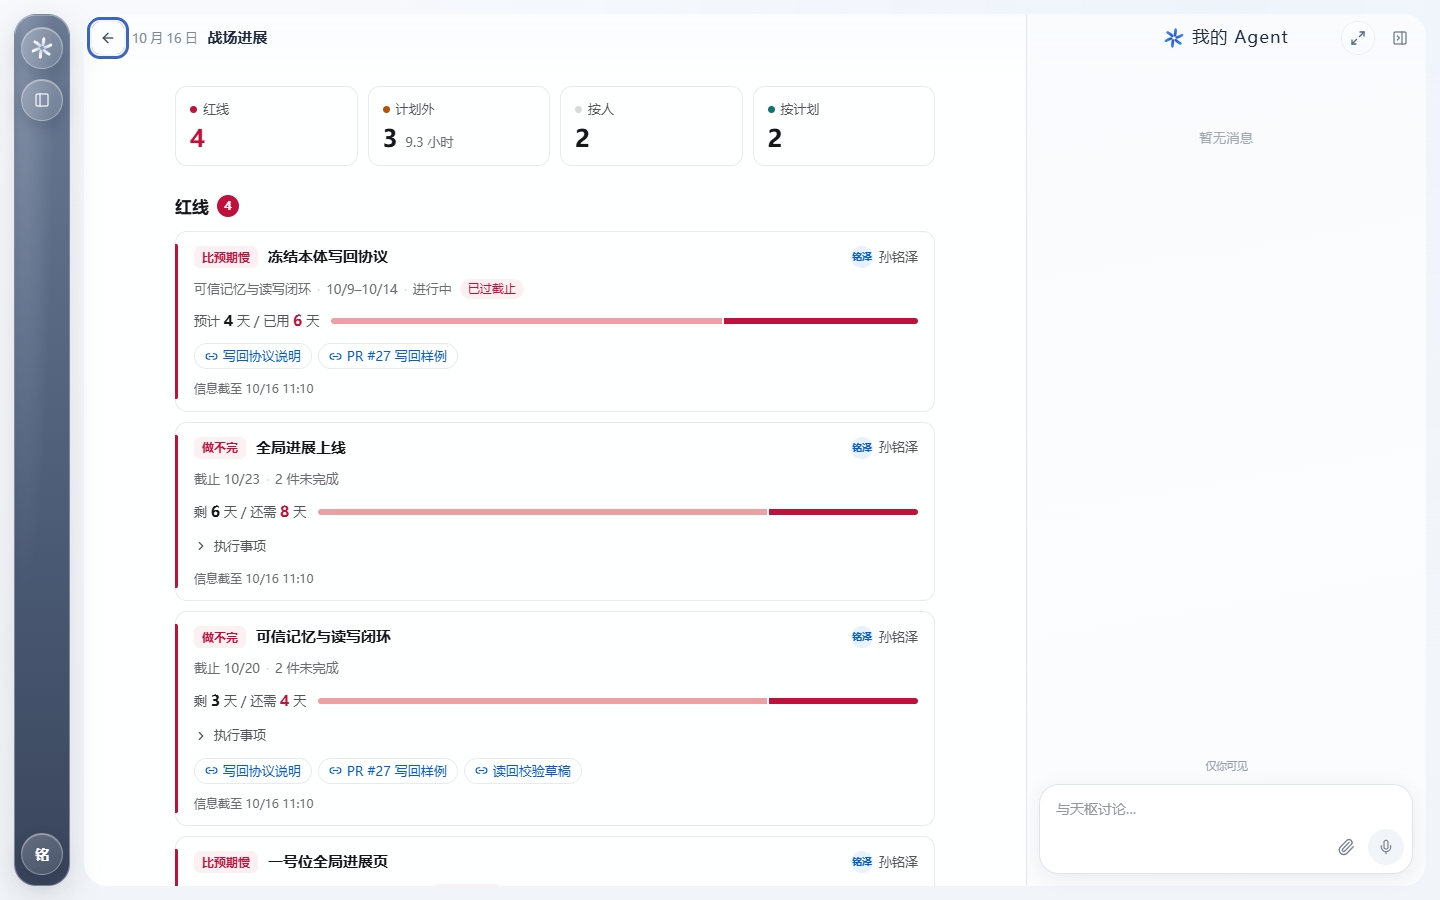 10 月 16 日 战场进展
红线
4
计划外
3 9.3 小时
按人
2
按计划
2
红线 4
比预期慢 冻结本体写回协议
铭泽 孙铭泽
可信记忆与读写闭环 · 10/9–10/14 · 进行中 已过截止
预计 4 天 / 已用 6 天
写回协议说明 PR #27 写回样例
信息截至 10/16 11:10
做不完 全局进展上线
铭泽 孙铭泽
截止 10/23 · 2 件未完成
剩 6 天 / 还需 8 天
执行事项
信息截至 10/16 11:10
做不完 可信记忆与读写闭环
铭泽 孙铭泽
截止 10/20 · 2 件未完成
剩 3 天 / 还需 4 天
执行事项
写回协议说明 PR #27 写回样例 读回校验草稿
信息截至 10/16 11:10
比预期慢 一号位全局进展页
铭泽 孙铭泽
铭
我的 Agent
暂无消息
仅你可见
与天枢讨论...